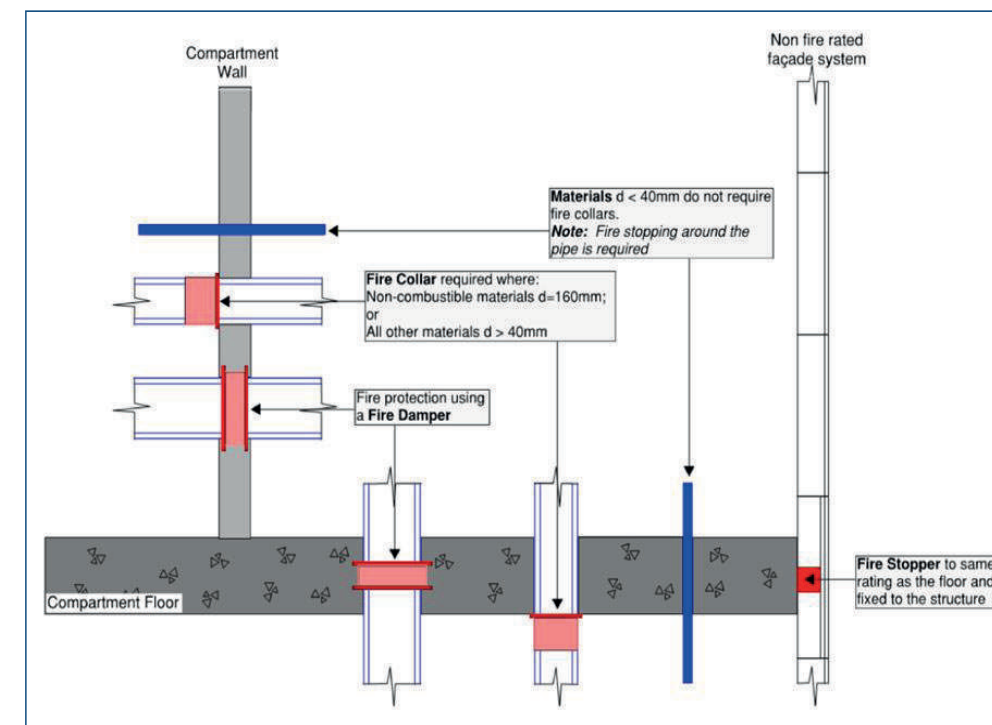 Compartment
Wall
Non fire rated
façade system
Materials d < 40mm do not require
fire collars.
Note: Fire stopping around the
pipe is required
Fire Collar required where:
Non-combustible materials d=160mm;
or
All other materials d > 40mm
Fire protection using
a Fire Damper
Fire Stopper to same
rating as the floor and
fixed to the structure
Compartment Floor